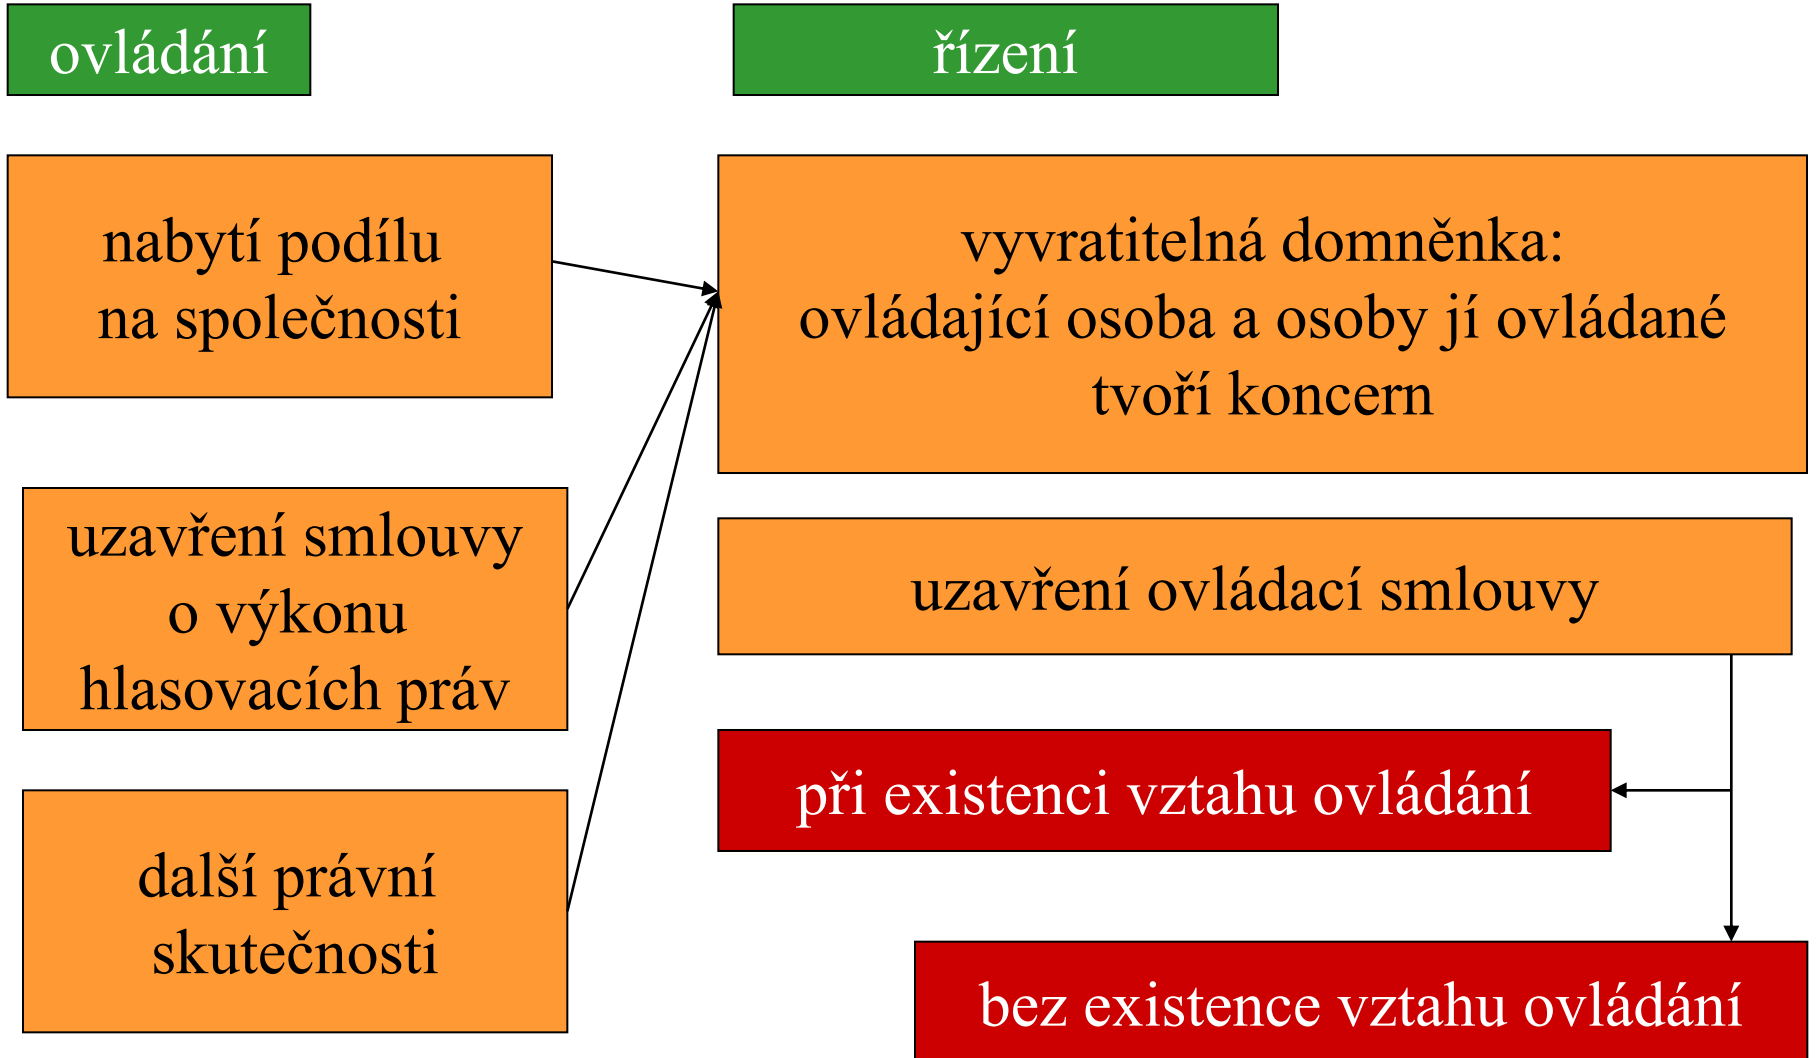 ovládání
řízení
nabytí podílu
na společnosti
vyvratitelná domněnka:
ovládající osoba a osoby jí ovládané
tvoří koncern
uzavření smlouvy
o výkonu
hlasovacích práv
uzavření ovládací smlouvy
při existenci vztahu ovládání
další právní
skutečnosti
bez existence vztahu ovládání